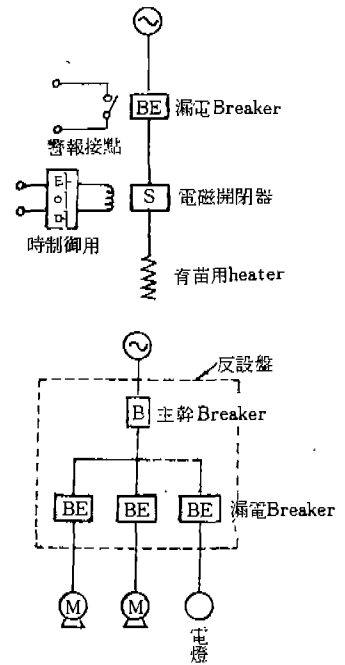 BE 漏電Breaker
警報接點
S 電磁開閉器
時制御用
育苗用heater
反設盤
B 主幹Breaker
BE BE BE 漏電Breaker
M M
電燈